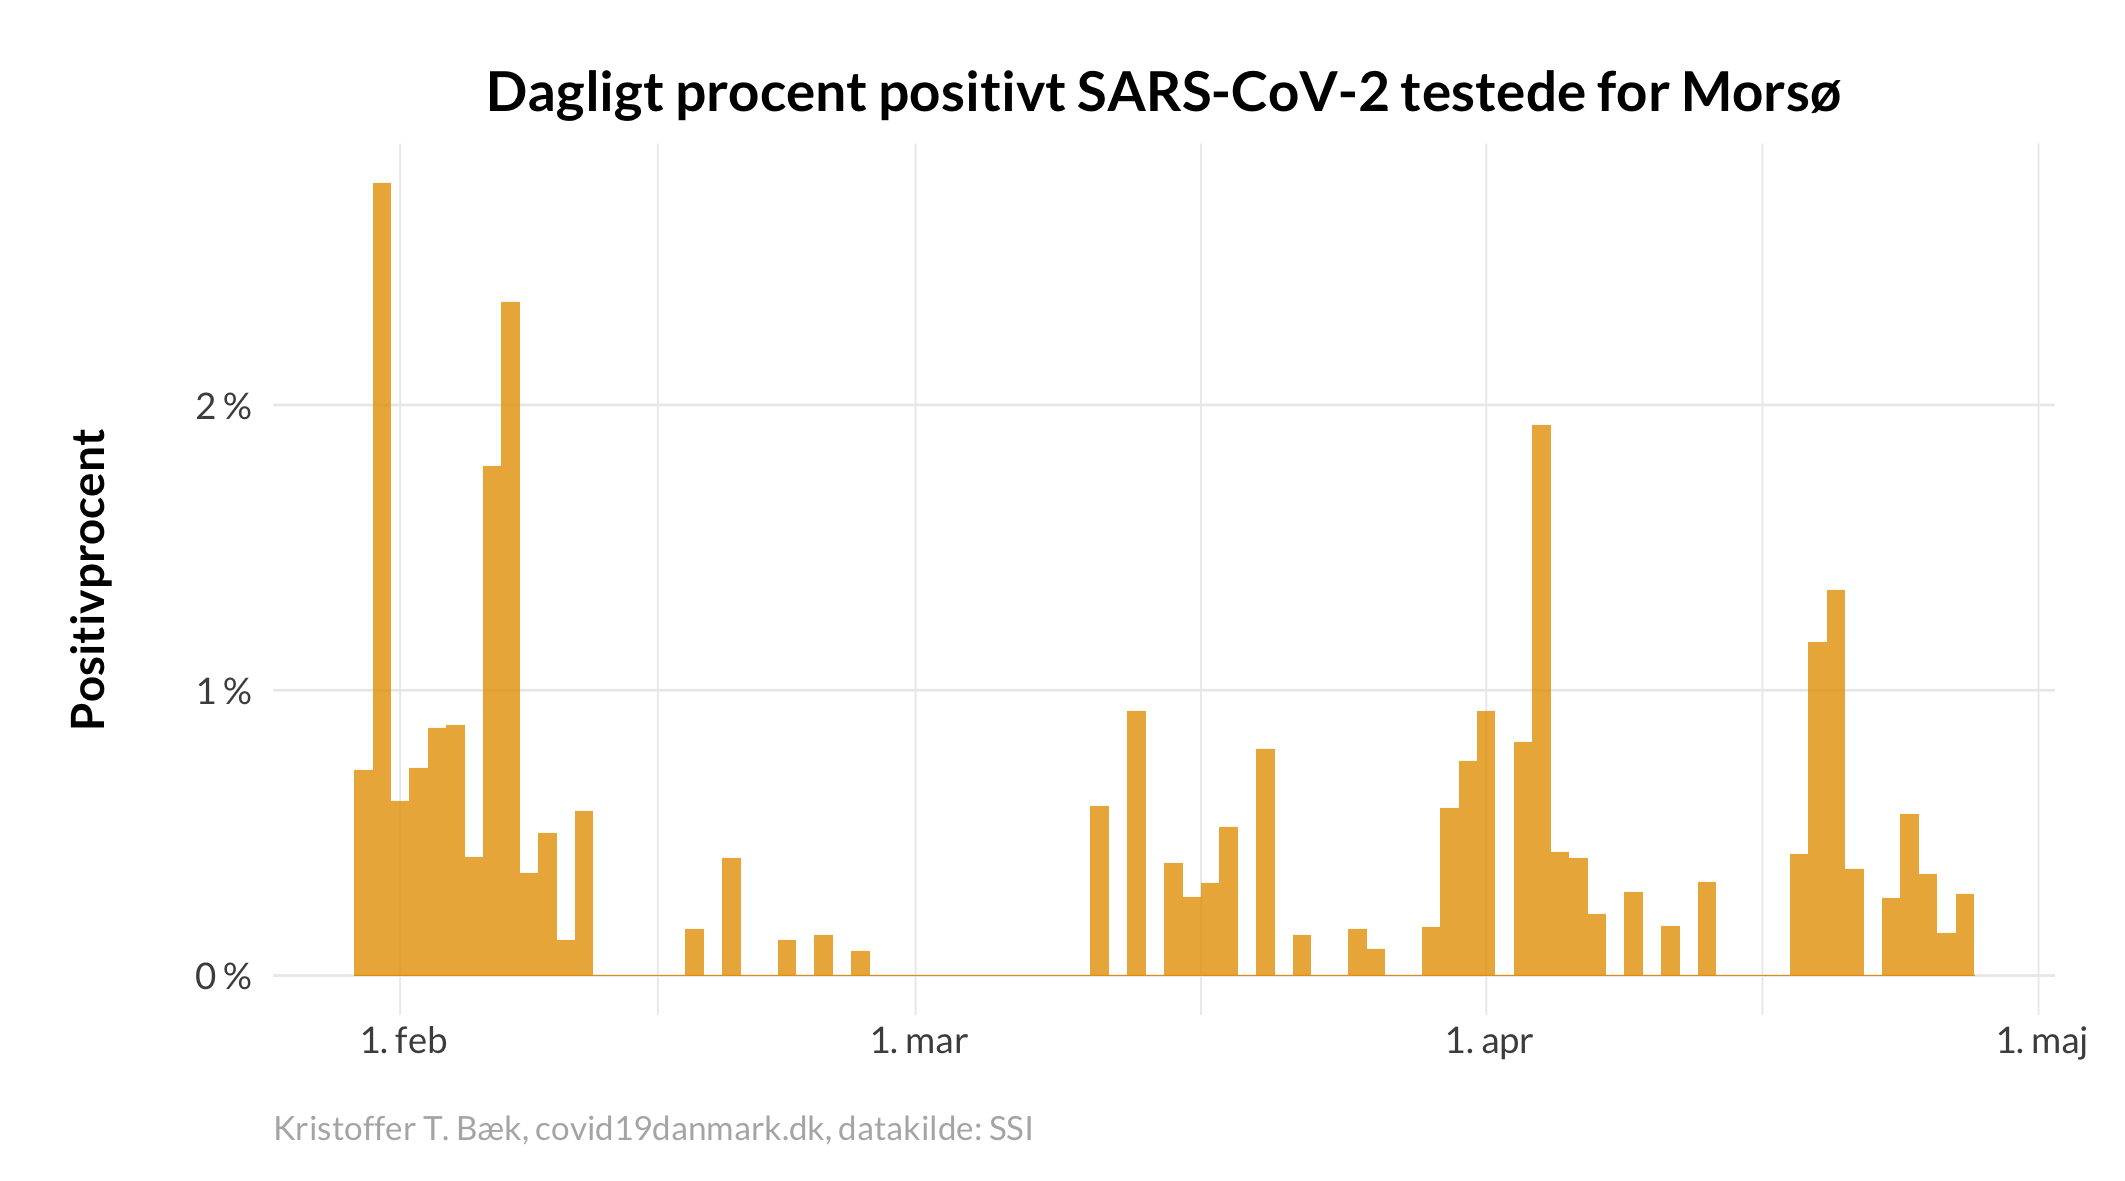 Dagligt procent positivt SARS-CoV-2 testede for Morsø
Positivprocent
2 %
1 %
0 %
1. feb
1. mar
1. apr
1. maj
Kristoffer T. Bæk, covid19danmark.dk, datakilde: SSI